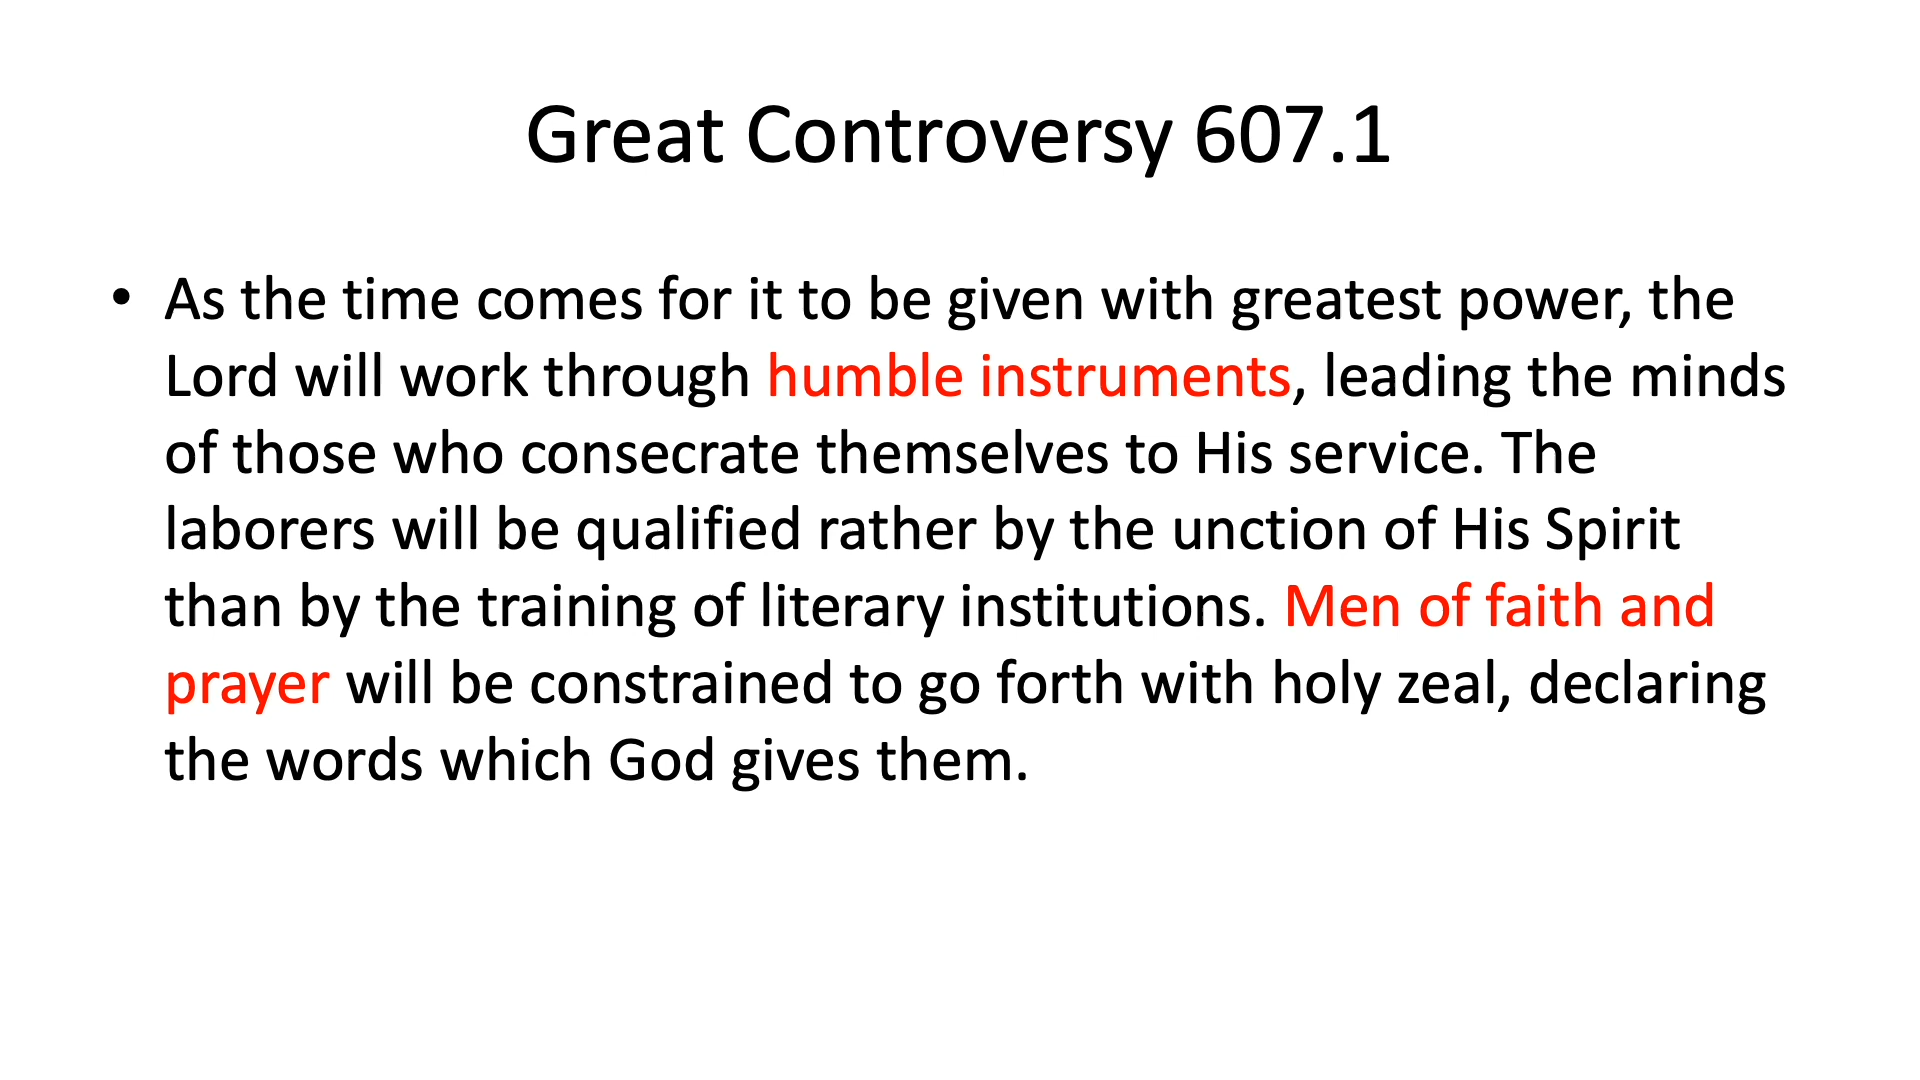 Great Controversy 607.1
• As the time comes for it to be given with greatest power, the
Lord will work through humble instruments, leading the minds
of those who consecrate themselves to His service. The
laborers will be qualified rather by the unction of His Spirit
than by the training of literary institutions. Men of faith and
prayer will be constrained to go forth with holy zeal, declaring
the words which God gives them.